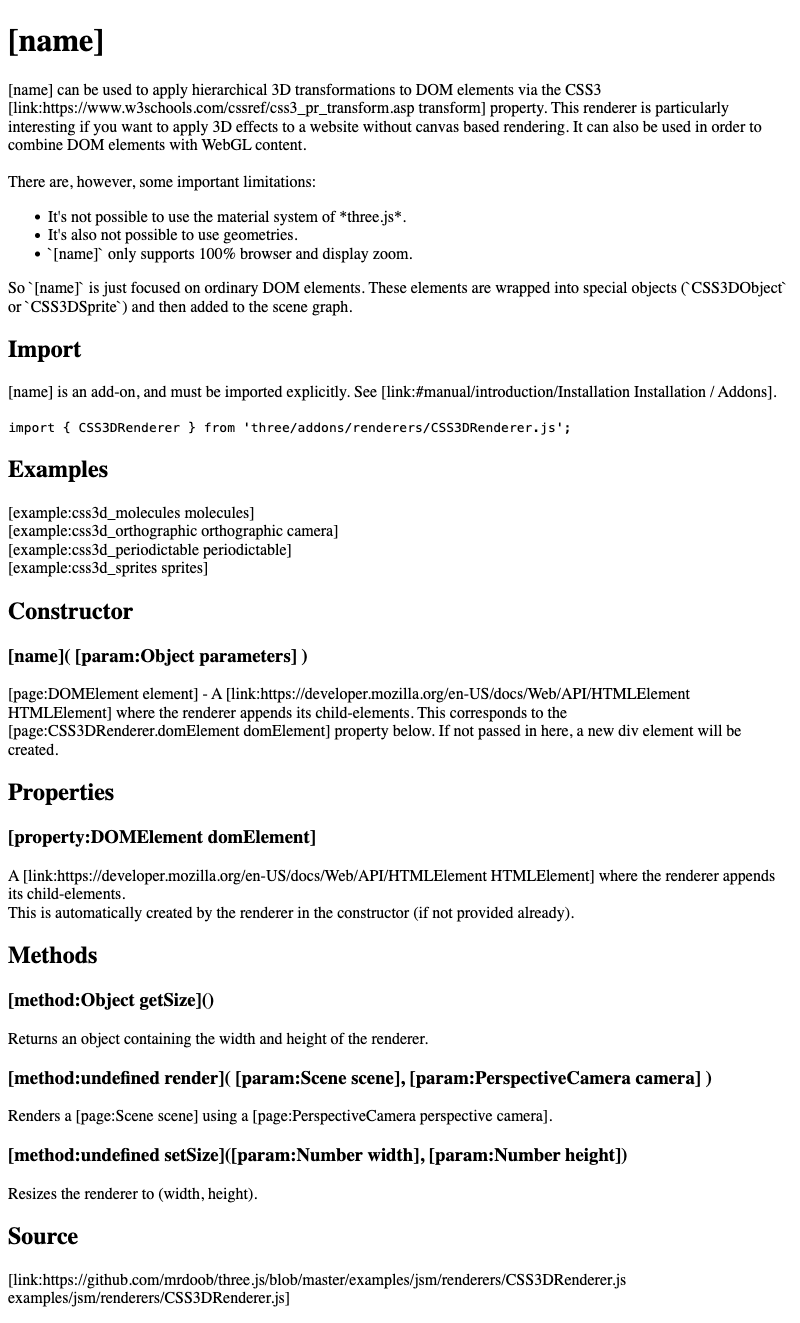 [name]
[name] can be used to apply hierarchical 3D transformations to DOM elements via the CSS3
[link:https://www.w3schools.com/cssref/css3_pr_transform.asp transform] property. This renderer is particularly
interesting if you want to apply 3D effects to a website without canvas based rendering. It can also be used in order to
combine DOM elements with WebGL content.
There are, however, some important limitations:
• It's not possible to use the material system of *three.js*.
• It's also not possible to use geometries.
• `[name]` only supports 100% browser and display zoom.
So `[name]` is just focused on ordinary DOM elements. These elements are wrapped into special objects (`CSS3DObject`
or `CSS3DSprite`) and then added to the scene graph.
Import
[name] is an add-on, and must be imported explicitly. See [link:#manual/introduction/Installation Installation / Addons].
import { CSS3DRenderer } from 'three/addons/renderers/CSS3DRenderer.js';
Examples
[example:css3d_molecules molecules]
[example:css3d_orthographic orthographic camera]
[example:css3d_periodictable periodictable]
[example:css3d_sprites sprites]
Constructor
[name]( [param:Object parameters] )
[page:DOMElement element] - A [link:https://developer.mozilla.org/en-US/docs/Web/API/HTMLElement
HTMLElement] where the renderer appends its child-elements. This corresponds to the
[page:CSS3DRenderer.domElement domElement] property below. If not passed in here, a new div element will be
created.
Properties
[property:DOMElement domElement]
A [link:https://developer.mozilla.org/en-US/docs/Web/API/HTMLElement HTMLElement] where the renderer appends
its child-elements.
This is automatically created by the renderer in the constructor (if not provided already).
Methods
[method:Object getSize]()
Returns an object containing the width and height of the renderer.
[method:undefined render]( [param:Scene scene], [param:PerspectiveCamera camera] )
Renders a [page:Scene scene] using a [page:PerspectiveCamera perspective camera].
[method:undefined setSize]([param:Number width], [param:Number height])
Resizes the renderer to (width, height).
Source
[link:https://github.com/mrdoob/three.js/blob/master/examples/jsm/renderers/CSS3DRenderer.js
examples/jsm/renderers/CSS3DRenderer.js]